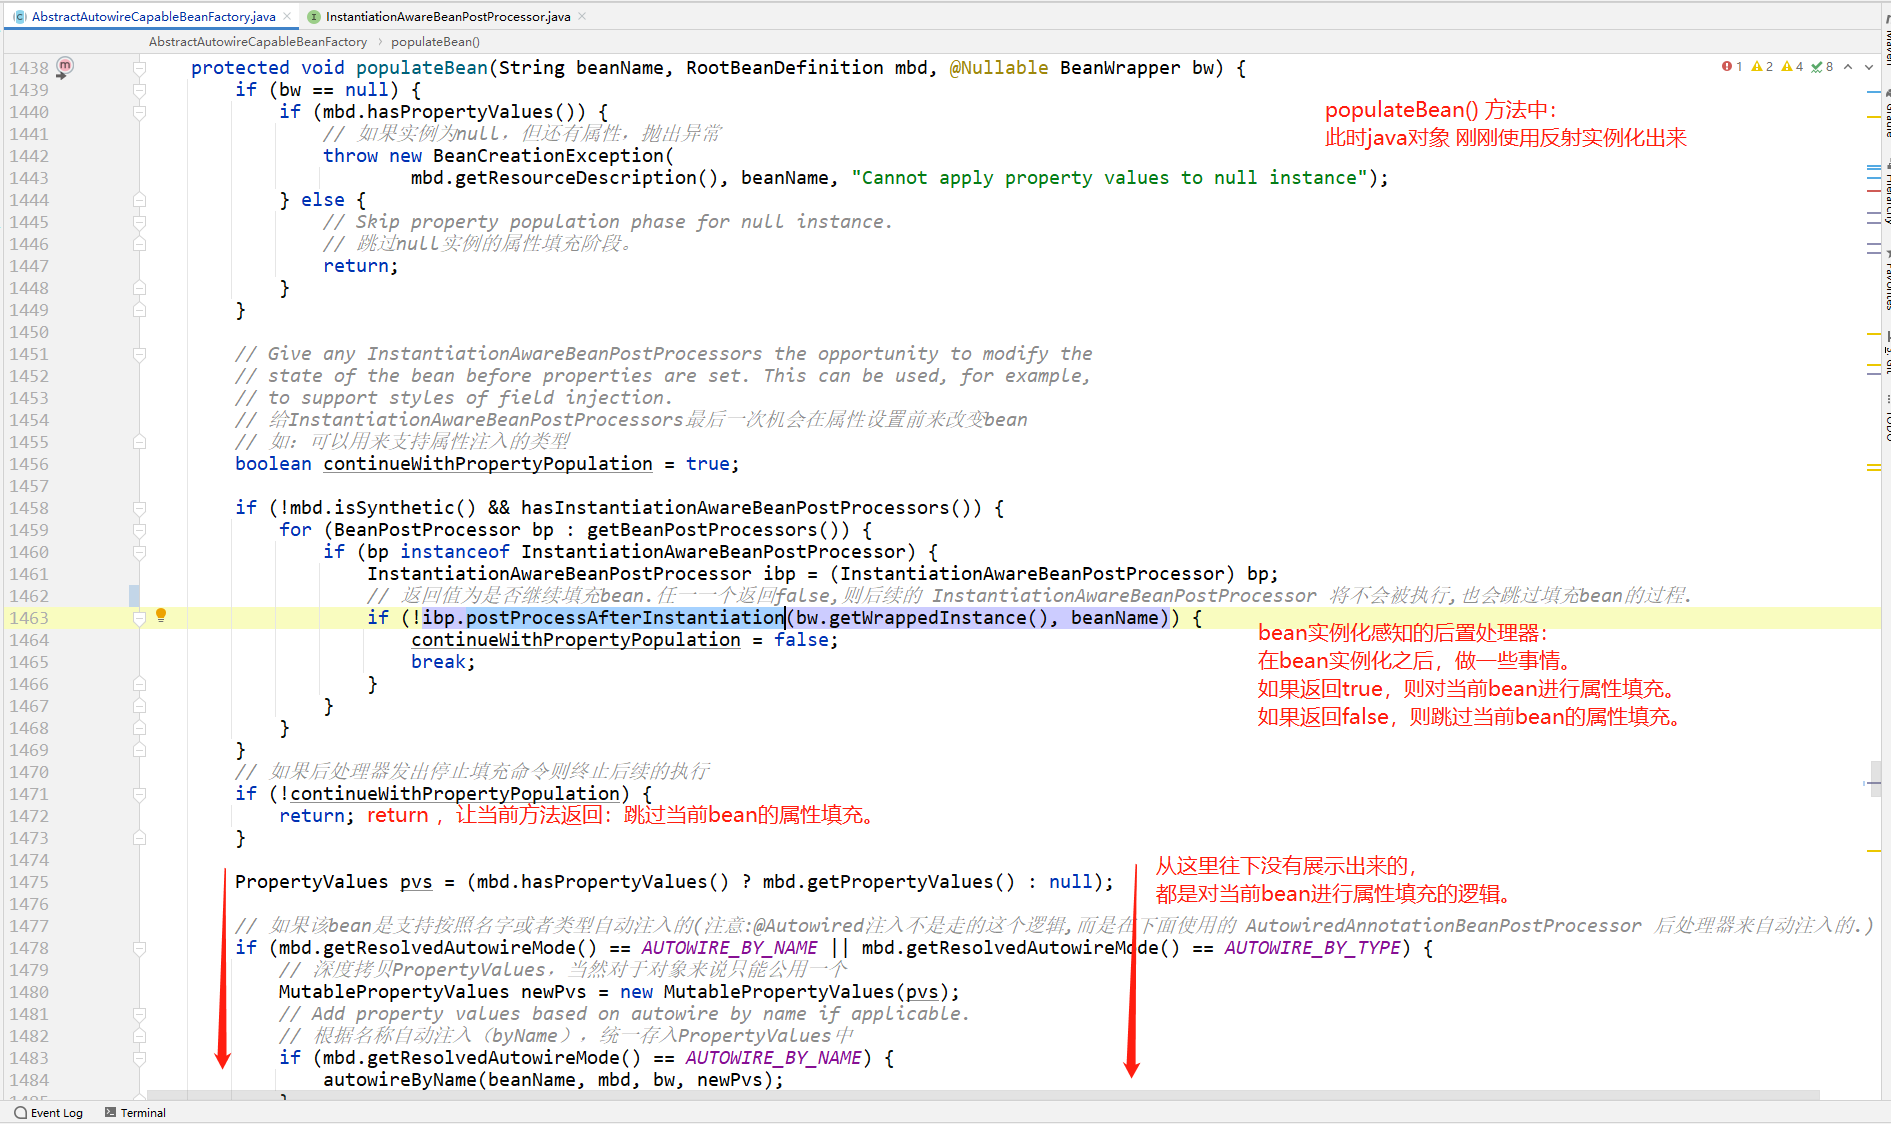 AbstractAutowireCapableBeanFactory.java
InstantiationAwareBeanPostProcessor.java
AbstractAutowireCapableBeanFactory › populateBean()
1 2 4 8
1438 protected void populateBean(String beanName, RootBeanDefinition mbd, @Nullable BeanWrapper bw) {
1439 if (bw == null) {
1440 if (mbd.hasPropertyValues()) {
populateBean() 方法中：
1441 // 如果实例为null，但还有属性，抛出异常
此时java对象 刚刚使用反射实例化出来
1442 throw new BeanCreationException(
1443 mbd.getResourceDescription(), beanName, "Cannot apply property values to null instance");
1444 } else {
1445 // Skip property population phase for null instance.
1446 // 跳过null实例的属性填充阶段。
1447 return;
1448 }
1449 }
1450
1451 // Give any InstantiationAwareBeanPostProcessors the opportunity to modify the
1452 // state of the bean before properties are set. This can be used, for example,
1453 // to support styles of field injection.
1454 // 给InstantiationAwareBeanPostProcessors最后一次机会在属性设置前来改变bean
1455 // 如：可以用来支持属性注入的类型
1456 boolean continueWithPropertyPopulation = true;
1457
1458 if (!mbd.isSynthetic() && hasInstantiationAwareBeanPostProcessors()) {
1459 for (BeanPostProcessor bp : getBeanPostProcessors()) {
1460 if (bp instanceof InstantiationAwareBeanPostProcessor) {
1461 InstantiationAwareBeanPostProcessor ibp = (InstantiationAwareBeanPostProcessor) bp;
1462 // 返回值为是否继续填充bean.任一一个返回false,则后续的 InstantiationAwareBeanPostProcessor 将不会被执行,也会跳过填充bean的过程.
1463 if (!ibp.postProcessAfterInstantiation(bw.getWrappedInstance(), beanName)) {
bean实例化感知的后置处理器：
1464 continueWithPropertyPopulation = false;
在bean实例化之后，做一些事情。
1465 break;
如果返回true，则对当前bean进行属性填充。
1466 }
1467 }
如果返回false，则跳过当前bean的属性填充。
1468 }
1469 }
1470 // 如果后处理器发出停止填充命令则终止后续的执行
1471 if (!continueWithPropertyPopulation) {
1472 return; return ，让当前方法返回：跳过当前bean的属性填充。
1473 }
1474
从这里往下没有展示出来的，
1475 PropertyValues pvs = (mbd.hasPropertyValues() ? mbd.getPropertyValues() : null);
都是对当前bean进行属性填充的逻辑。
1476
1477 // 如果该bean是支持按照名字或者类型自动注入的(注意:@Autowired注入不是走的这个逻辑,而是在下面使用的 AutowiredAnnotationBeanPostProcessor 后处理器来自动注入的.)
1478 if (mbd.getResolvedAutowireMode() == AUTOWIRE_BY_NAME || mbd.getResolvedAutowireMode() == AUTOWIRE_BY_TYPE) {
1479 // 深度拷贝PropertyValues，当然对于对象来说只能公用一个
1480 MutablePropertyValues newPvs = new MutablePropertyValues(pvs);
1481 // Add property values based on autowire by name if applicable.
1482 // 根据名称自动注入（byName），统一存入PropertyValues中
1483 if (mbd.getResolvedAutowireMode() == AUTOWIRE_BY_NAME) {
1484 autowireByName(beanName, mbd, bw, newPvs);
Event Log
Terminal